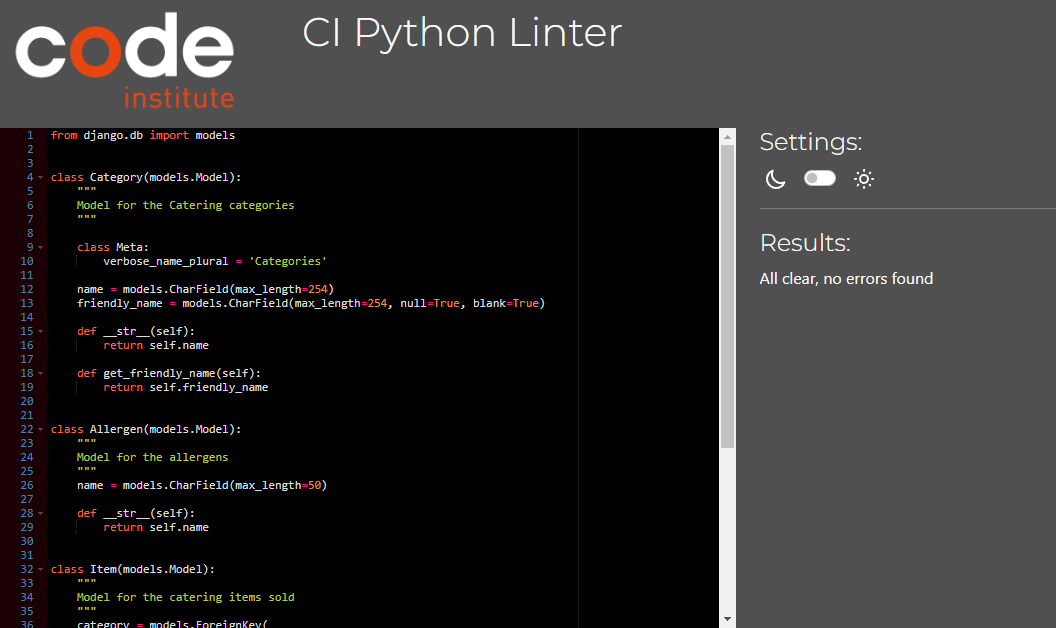 code
institute
CI Python Linter
1 from django.db import models
2
3
4 class Category(models.Model):
5     """
6     Model for the Catering categories
7     """
8
9     class Meta:
10         verbose_name_plural = 'Categories'
11
12     name = models.CharField(max_length=254)
13     friendly_name = models.CharField(max_length=254, null=True, blank=True)
14
15     def __str__(self):
16         return self.name
17
18     def get_friendly_name(self):
19         return self.friendly_name
20
21
22 class Allergen(models.Model):
23     """
24     Model for the allergens
25     """
26     name = models.CharField(max_length=50)
27
28     def __str__(self):
29         return self.name
30
31
32 class Item(models.Model):
33     """
34     Model for the catering items sold
35     """
36     category = models.ForeignKey(
Settings:
Results:
All clear, no errors found